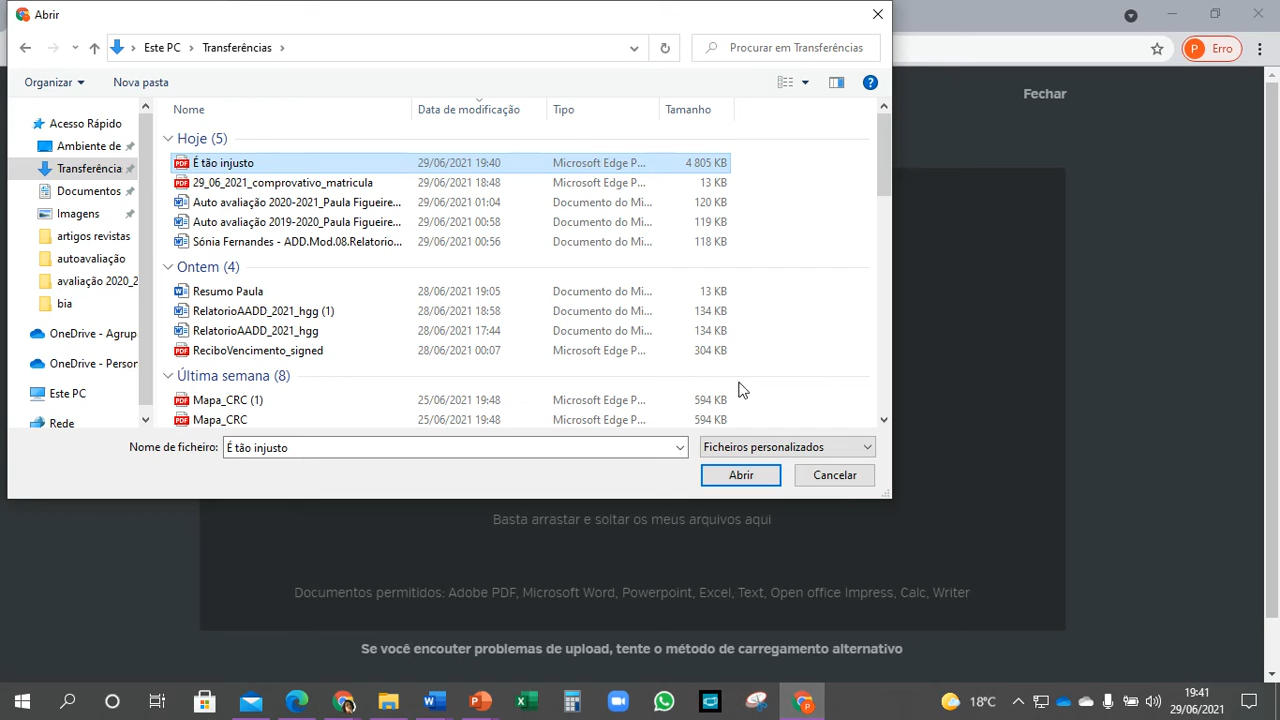 Abrir
Este PC > Transferências >
Procurar em Transferências
P Erro
Fechar
Organizar
Nova pasta
Nome Data de modificação Tipo Tamanho
Acesso Rápido
Ambiente de
Transferência
Documentos
Imagens
artigos revistas
autoavaliação
avaliação 2020_2
bia
OneDrive - Agrup
OneDrive - Person
Este PC
Rede
Hoje (5)
É tão injusto 29/06/2021 19:40 Microsoft Edge P... 4 805 KB
29_06_2021_comprovativo_matricula 29/06/2021 18:48 Microsoft Edge P... 13 KB
Auto avaliação 2020-2021_Paula Figueire... 29/06/2021 01:04 Documento do Mi... 120 KB
Auto avaliação 2019-2020_Paula Figueire... 29/06/2021 00:58 Documento do Mi... 119 KB
Sónia Fernandes - ADD.Mod.08.Relatorio... 29/06/2021 00:56 Documento do Mi... 118 KB
Ontem (4)
Resumo Paula 28/06/2021 19:05 Documento do Mi... 13 KB
RelatorioAADD_2021_hgg (1) 28/06/2021 18:58 Documento do Mi... 134 KB
RelatorioAADD_2021_hgg 28/06/2021 17:44 Documento do Mi... 134 KB
ReciboVencimento_signed 28/06/2021 00:07 Microsoft Edge P... 304 KB
Última semana (8)
Mapa_CRC (1) 25/06/2021 19:48 Microsoft Edge P... 594 KB
Mapa_CRC 25/06/2021 19:48 Microsoft Edge P... 594 KB
Nome de ficheiro: É tão injusto
Ficheiros personalizados
Abrir
Cancelar
Basta arrastar e soltar os meus arquivos aqui
Documentos permitidos: Adobe PDF, Microsoft Word, Powerpoint, Excel, Text, Open office Impress, Calc, Writer
Se você encouter problemas de upload, tente o método de carregamento alternativo
18°C
19:41
29/06/2021